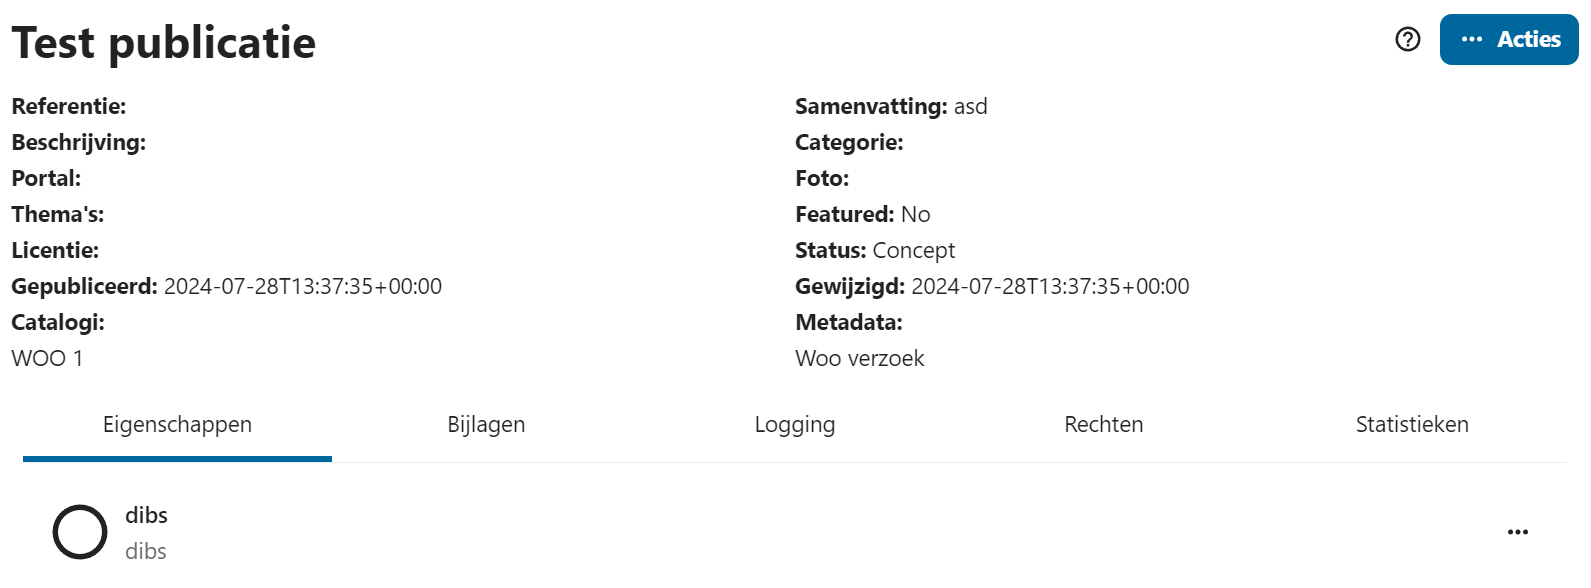 Test publicatie
Acties
Referentie:
Samenvatting: asd
Beschrijving:
Categorie:
Portal:
Foto:
Thema's:
Featured: No
Licentie:
Status: Concept
Gepubliceerd: 2024-07-28T13:37:35+00:00
Gewijzigd: 2024-07-28T13:37:35+00:00
Catalogi:
Metadata:
WOO 1
Woo verzoek
Eigenschappen
Bijlagen
Logging
Rechten
Statistieken
dibs
dibs